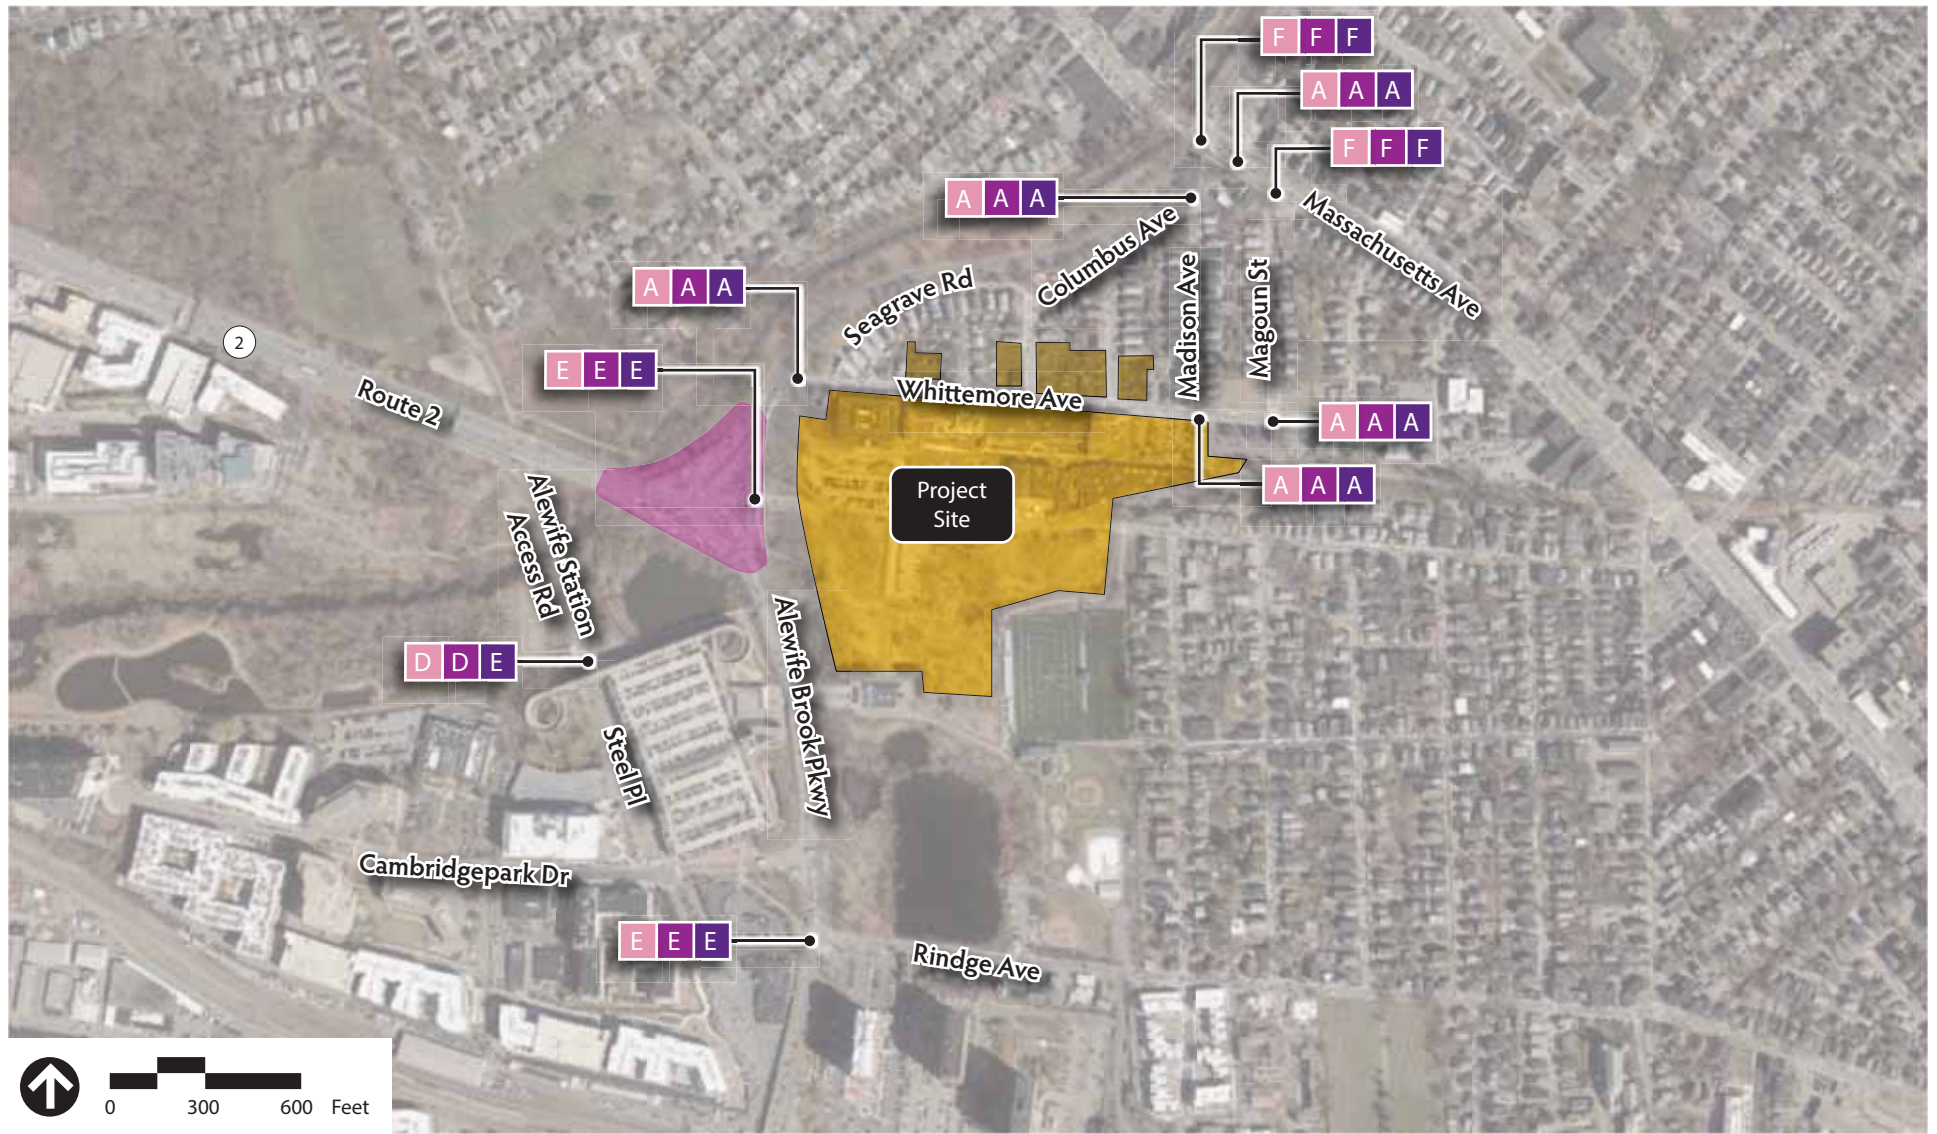 F F F
A A A
F F F
A A A
Massachusetts Ave
Columbus Ave
Madison Ave
Magoun St
Seagrave Rd
A A A
2
Route 2
E E E
Whittemore Ave
A A A
A A A
Project
Site
Alewife Station
Access Rd
D D E
Alewife Brook Pkwy
Steel Pl
Cambridgepark Dr
E E E
Rindge Ave
0 300 600 Feet